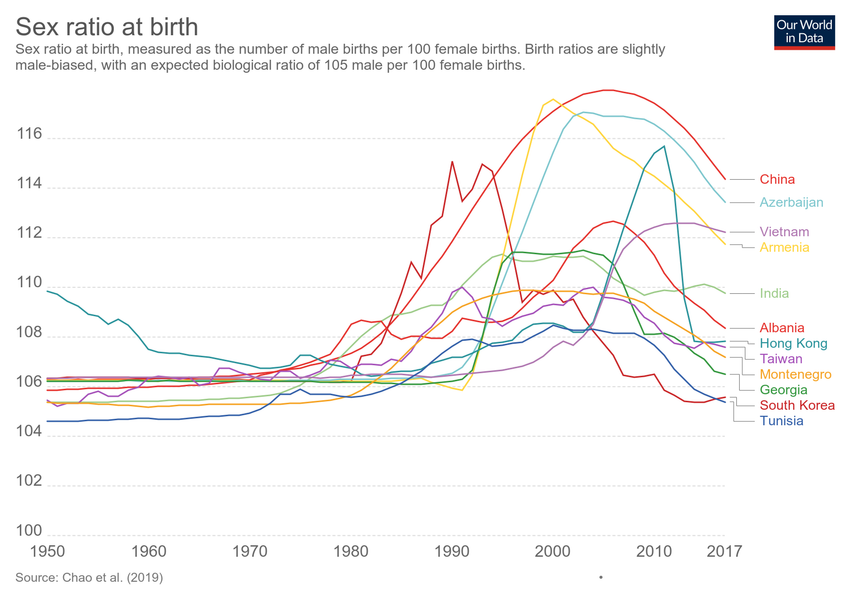 Sex ratio at birth
Our World
in Data
Sex ratio at birth, measured as the number of male births per 100 female births. Birth ratios are slightly
male-biased, with an expected biological ratio of 105 male per 100 female births.
116
114
112
110
108
106
104
102
100
China
Azerbaijan
Vietnam
Armenia
India
Albania
Hong Kong
Taiwan
Montenegro
Georgia
South Korea
Tunisia
1950 1960 1970 1980 1990 2000 2010 2017
Source: Chao et al. (2019)